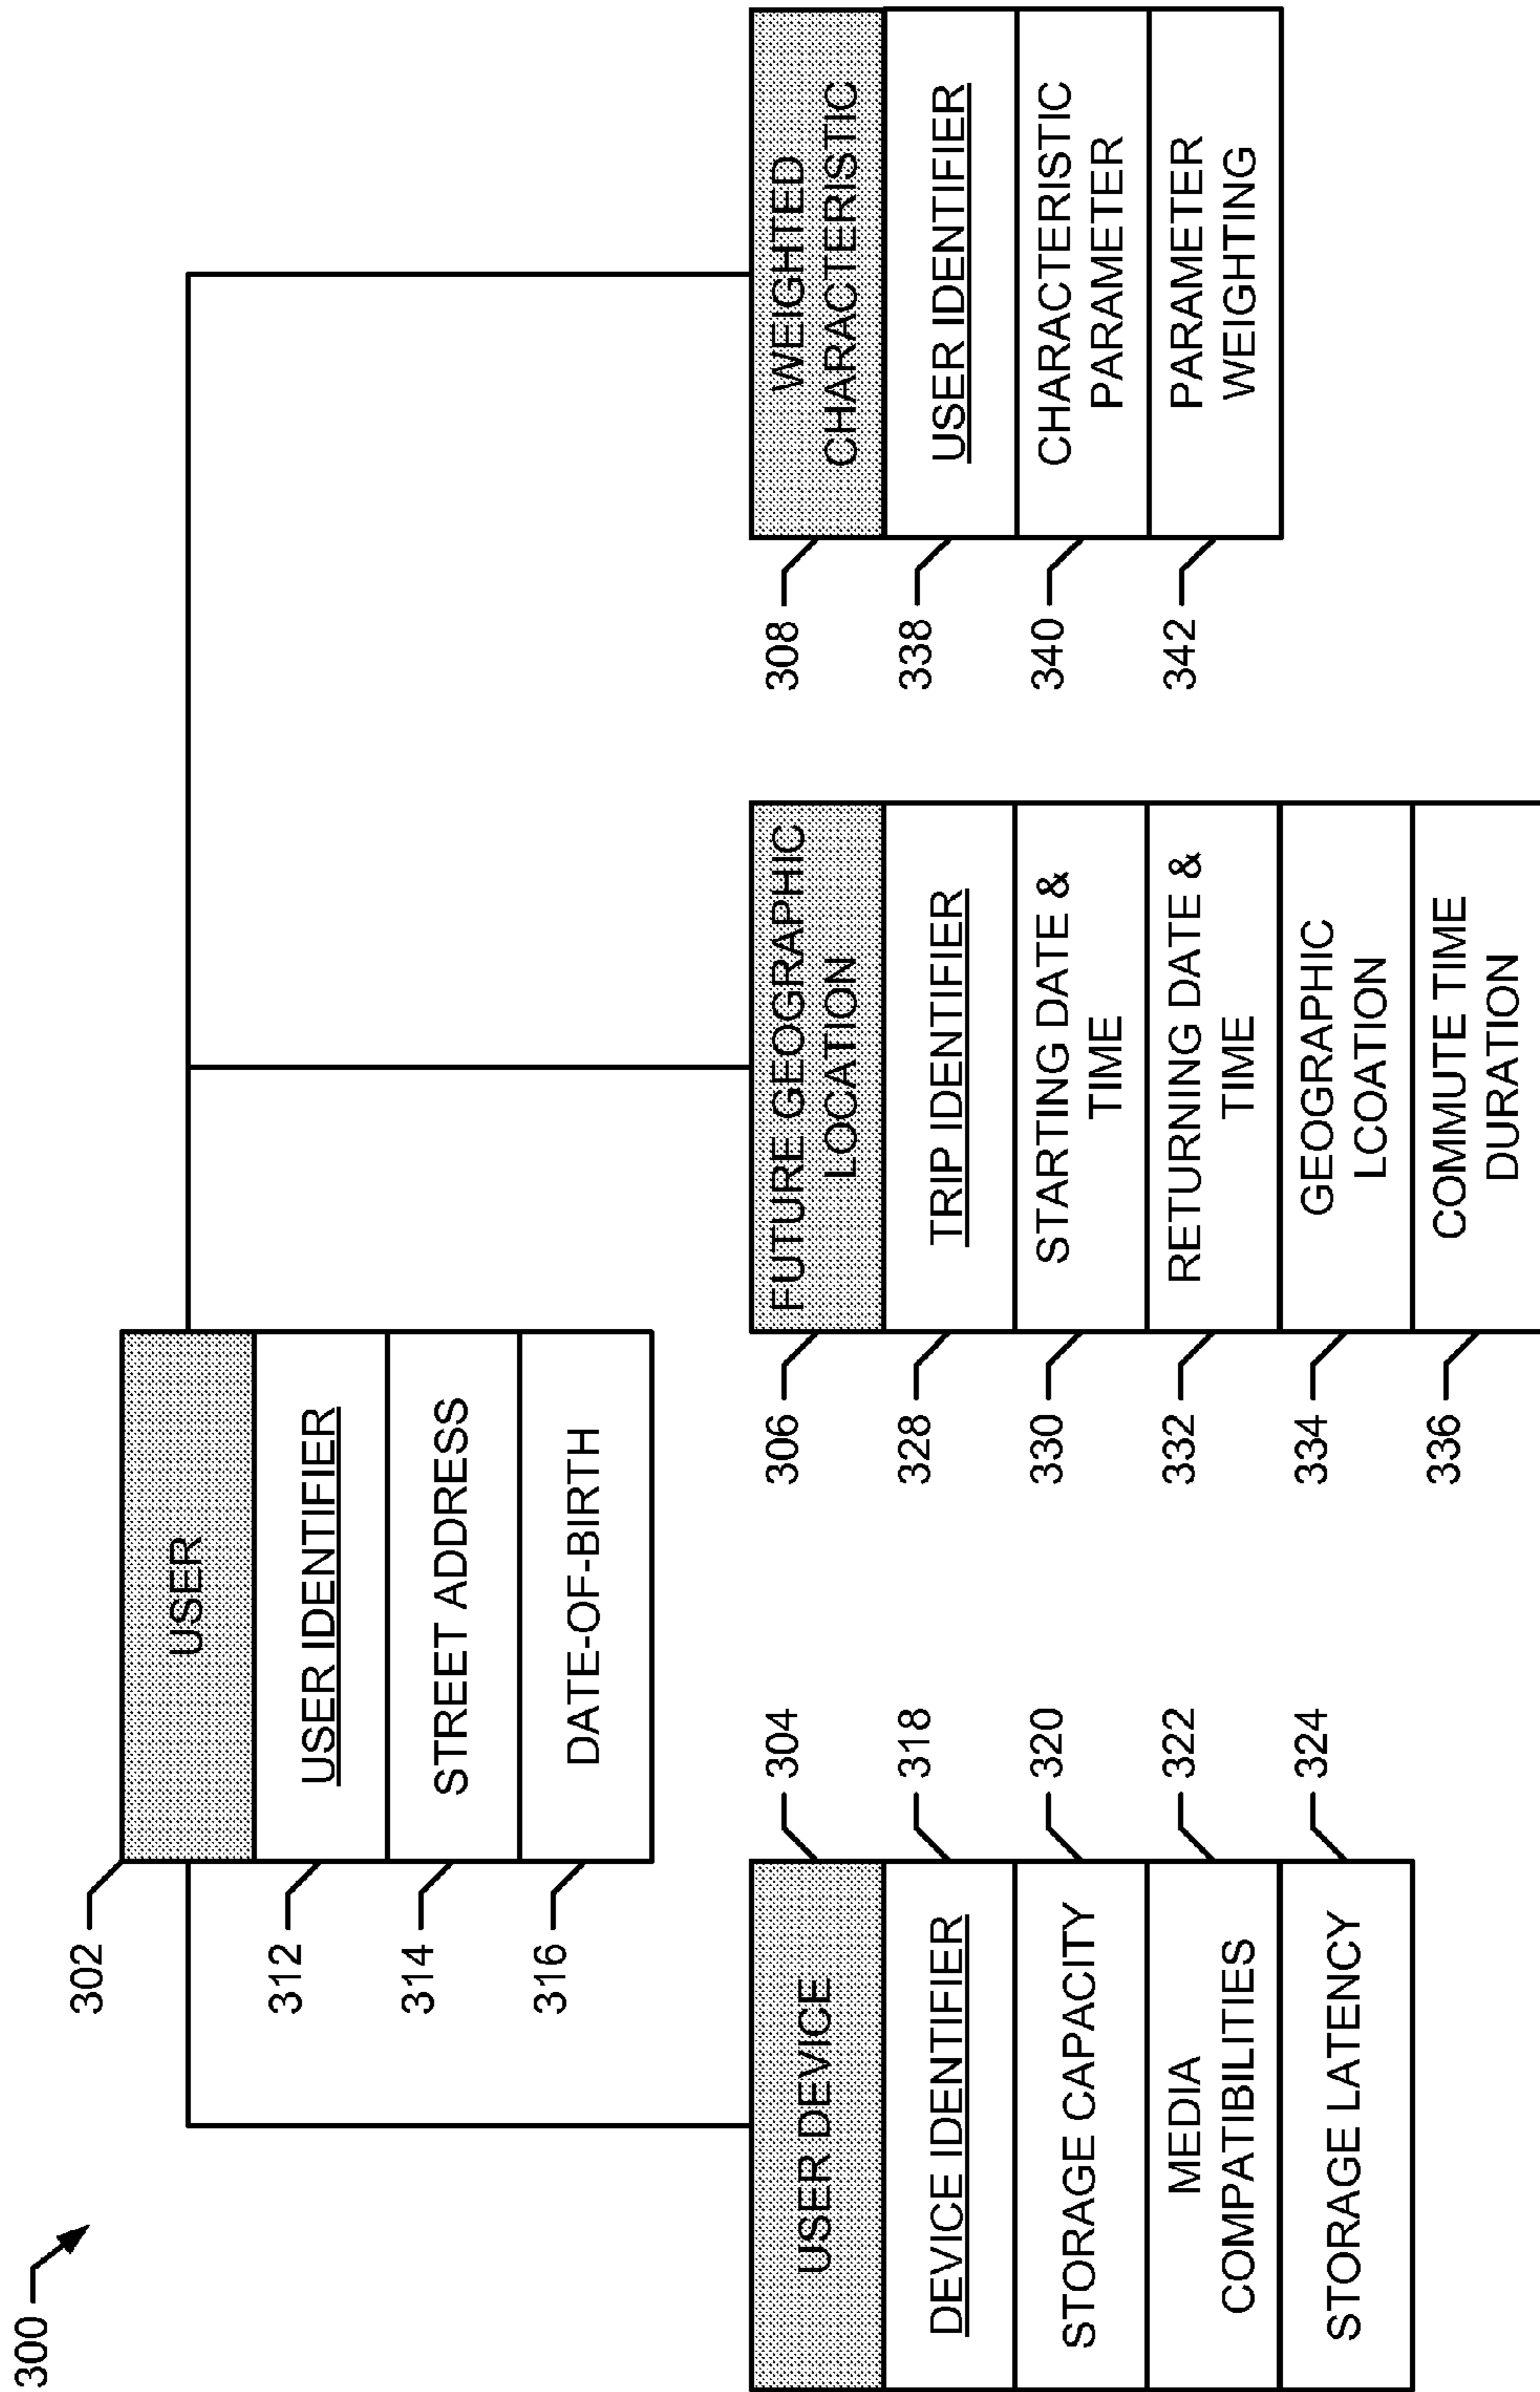 300
302
USER
312
USER IDENTIFIER
314
STREET ADDRESS
316
DATE-OF-BIRTH
USER DEVICE
304
DEVICE IDENTIFIER
318
STORAGE CAPACITY
320
MEDIA
COMPATIBILITIES
322
STORAGE LATENCY
324
306
FUTURE GEOGRAPHIC
LOCATION
328
TRIP IDENTIFIER
330
STARTING DATE &
TIME
332
RETURNING DATE &
TIME
334
GEOGRAPHIC
LCOATION
336
COMMUTE TIME
DURATION
308
WEIGHTED
CHARACTERISTIC
338
USER IDENTIFIER
340
CHARACTERISTIC
PARAMETER
342
PARAMETER
WEIGHTING